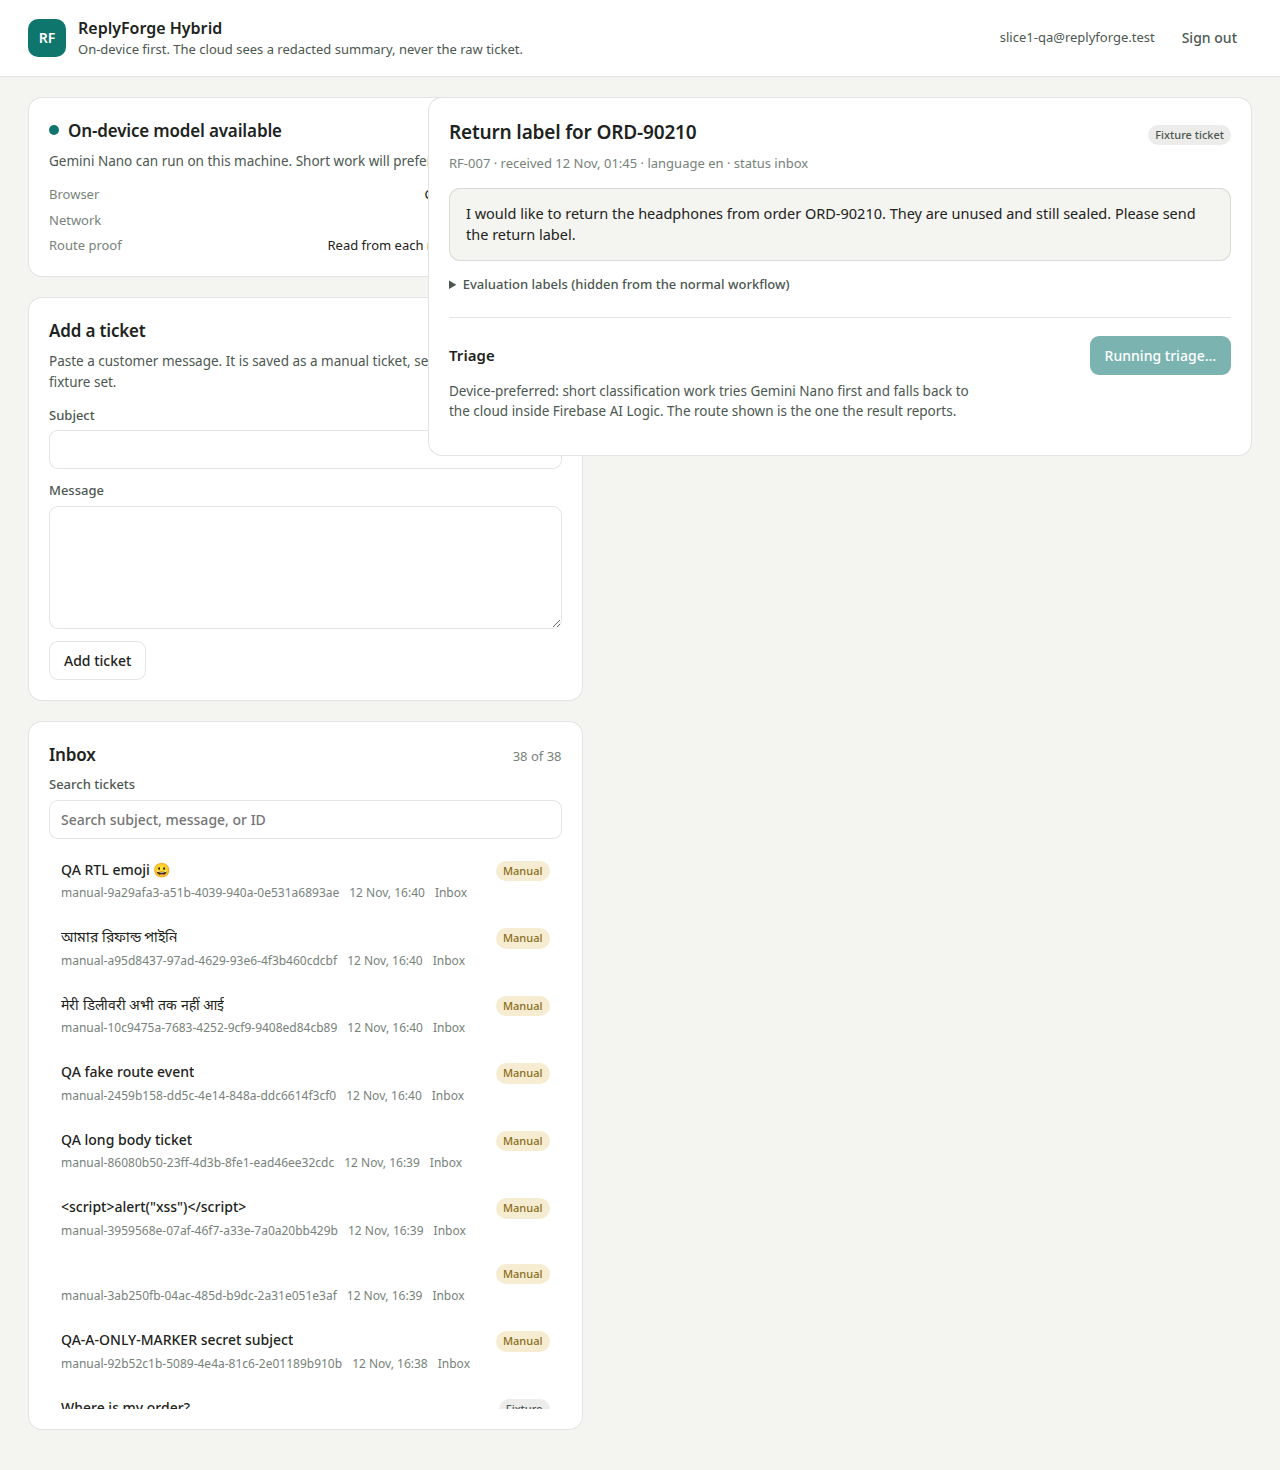 RF
ReplyForge Hybrid
On-device first. The cloud sees a redacted summary, never the raw ticket.
slice1-qa@replyforge.test
Sign out
On-device model available
Gemini Nano can run on this machine. Short work will prefe
Browser
Network
Route proof
Read from each
Add a ticket
Paste a customer message. It is saved as a manual ticket, se
fixture set.
Subject
Message
Add ticket
Inbox
38 of 38
Search tickets
Search subject, message, or ID
QA RTL emoji 😀
Manual
manual-9a29afa3-a51b-4039-940a-0e531a6893ae 12 Nov, 16:40 Inbox
আমার রিফান্ড পাইনি
Manual
manual-a95d8437-97ad-4629-93e6-4f3b460cdcbf 12 Nov, 16:40 Inbox
मेरी डिलीवरी अभी तक नहीं आई
Manual
manual-10c9475a-7683-4252-9cf9-9408ed84cb89 12 Nov, 16:40 Inbox
QA fake route event
Manual
manual-2459b158-dd5c-4e14-848a-ddc6614f3cf0 12 Nov, 16:40 Inbox
QA long body ticket
Manual
manual-86080b50-23ff-4d3b-8fe1-ead46ee32cdc 12 Nov, 16:39 Inbox
<script>alert("xss")</script>
Manual
manual-3959568e-07af-46f7-a33e-7a0a20bb429b 12 Nov, 16:39 Inbox
Manual
manual-3ab250fb-04ac-485d-b9dc-2a31e051e3af 12 Nov, 16:39 Inbox
QA-A-ONLY-MARKER secret subject
Manual
manual-92b52c1b-5089-4e4a-81c6-2e01189b910b 12 Nov, 16:38 Inbox
Where is my order?
Fixture
Return label for ORD-90210
Fixture ticket
RF-007 · received 12 Nov, 01:45 · language en · status inbox
I would like to return the headphones from order ORD-90210. They are unused and still sealed. Please send
the return label.
Evaluation labels (hidden from the normal workflow)
Triage
Running triage...
Device-preferred: short classification work tries Gemini Nano first and falls back to
the cloud inside Firebase AI Logic. The route shown is the one the result reports.